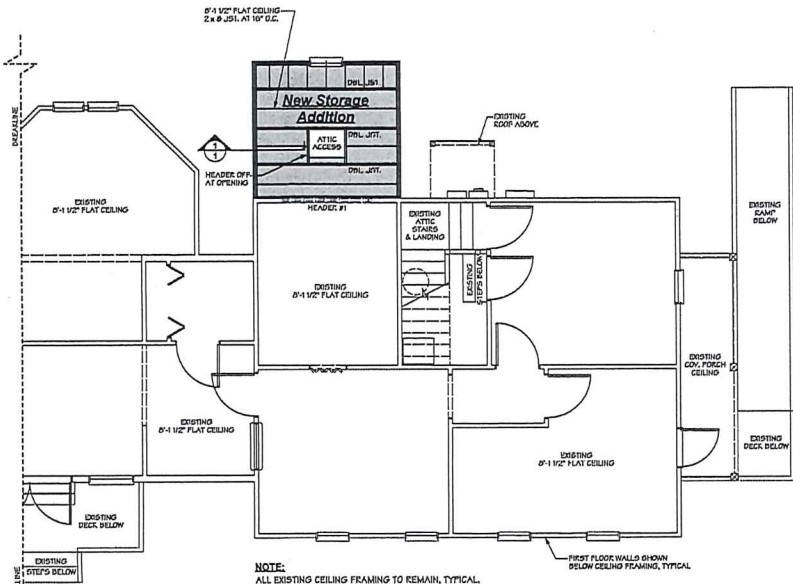 8'-1 1/2" FLAT CEILING
2 x 8 JST. AT 16" O.C.
DBL. JST.
New Storage
Addition
ATTIC
ACCESS
DBL. JST.
1
1
HEADER OFF
AT OPENING
DBL. JST.
HEADER #1
BREAKLINE
EXISTING
ROOF ABOVE
EXISTING
8'-1 1/2" FLAT CEILING
EXISTING
ATTIC
STAIRS
& LANDING
EXISTING
RAMP
BELOW
EXISTING
8'-1 1/2" FLAT CEILING
EXISTING
STEPS BELOW
EXISTING
COV. PORCH
CEILING
EXISTING
8'-1 1/2" FLAT CEILING
EXISTING
8'-1 1/2" FLAT CEILING
EXISTING
DECK BELOW
EXISTING
DECK BELOW
EXISTING
STEPS BELOW
FIRST FLOOR WALLS SHOWN
BELOW CEILING FRAMING, TYPICAL
NOTE:
ALL EXISTING CEILING FRAMING TO REMAIN, TYPICAL.